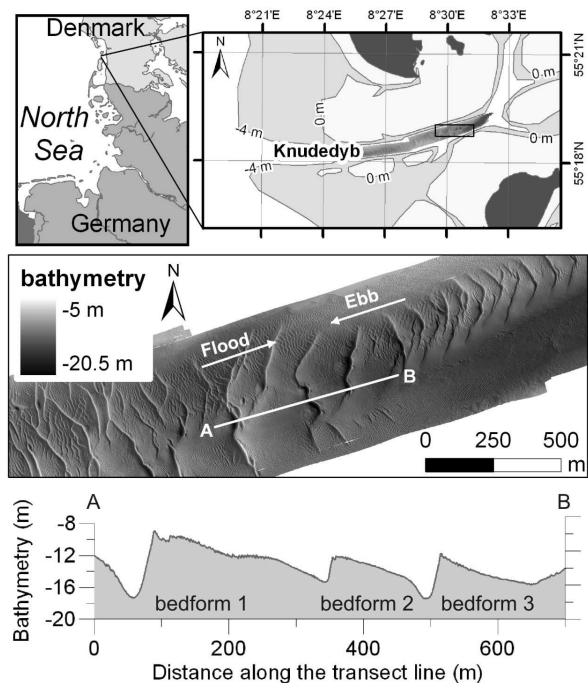 Denmark
North
Sea
Germany
8°21'E 8°24'E 8°27'E 8°30'E 8°33'E
N
55°21'N
0 m
0 m
0 m
-4 m
Knudedyb
0 m
-4 m
0 m
55°18'N
bathymetry
-5 m
-20.5 m
N
Ebb
Flood
A
B
0 250 500
m
A B
Bathymetry (m)
-8
-12
-16
-20
bedform 1 bedform 2 bedform 3
0 200 400 600
Distance along the transect line (m)